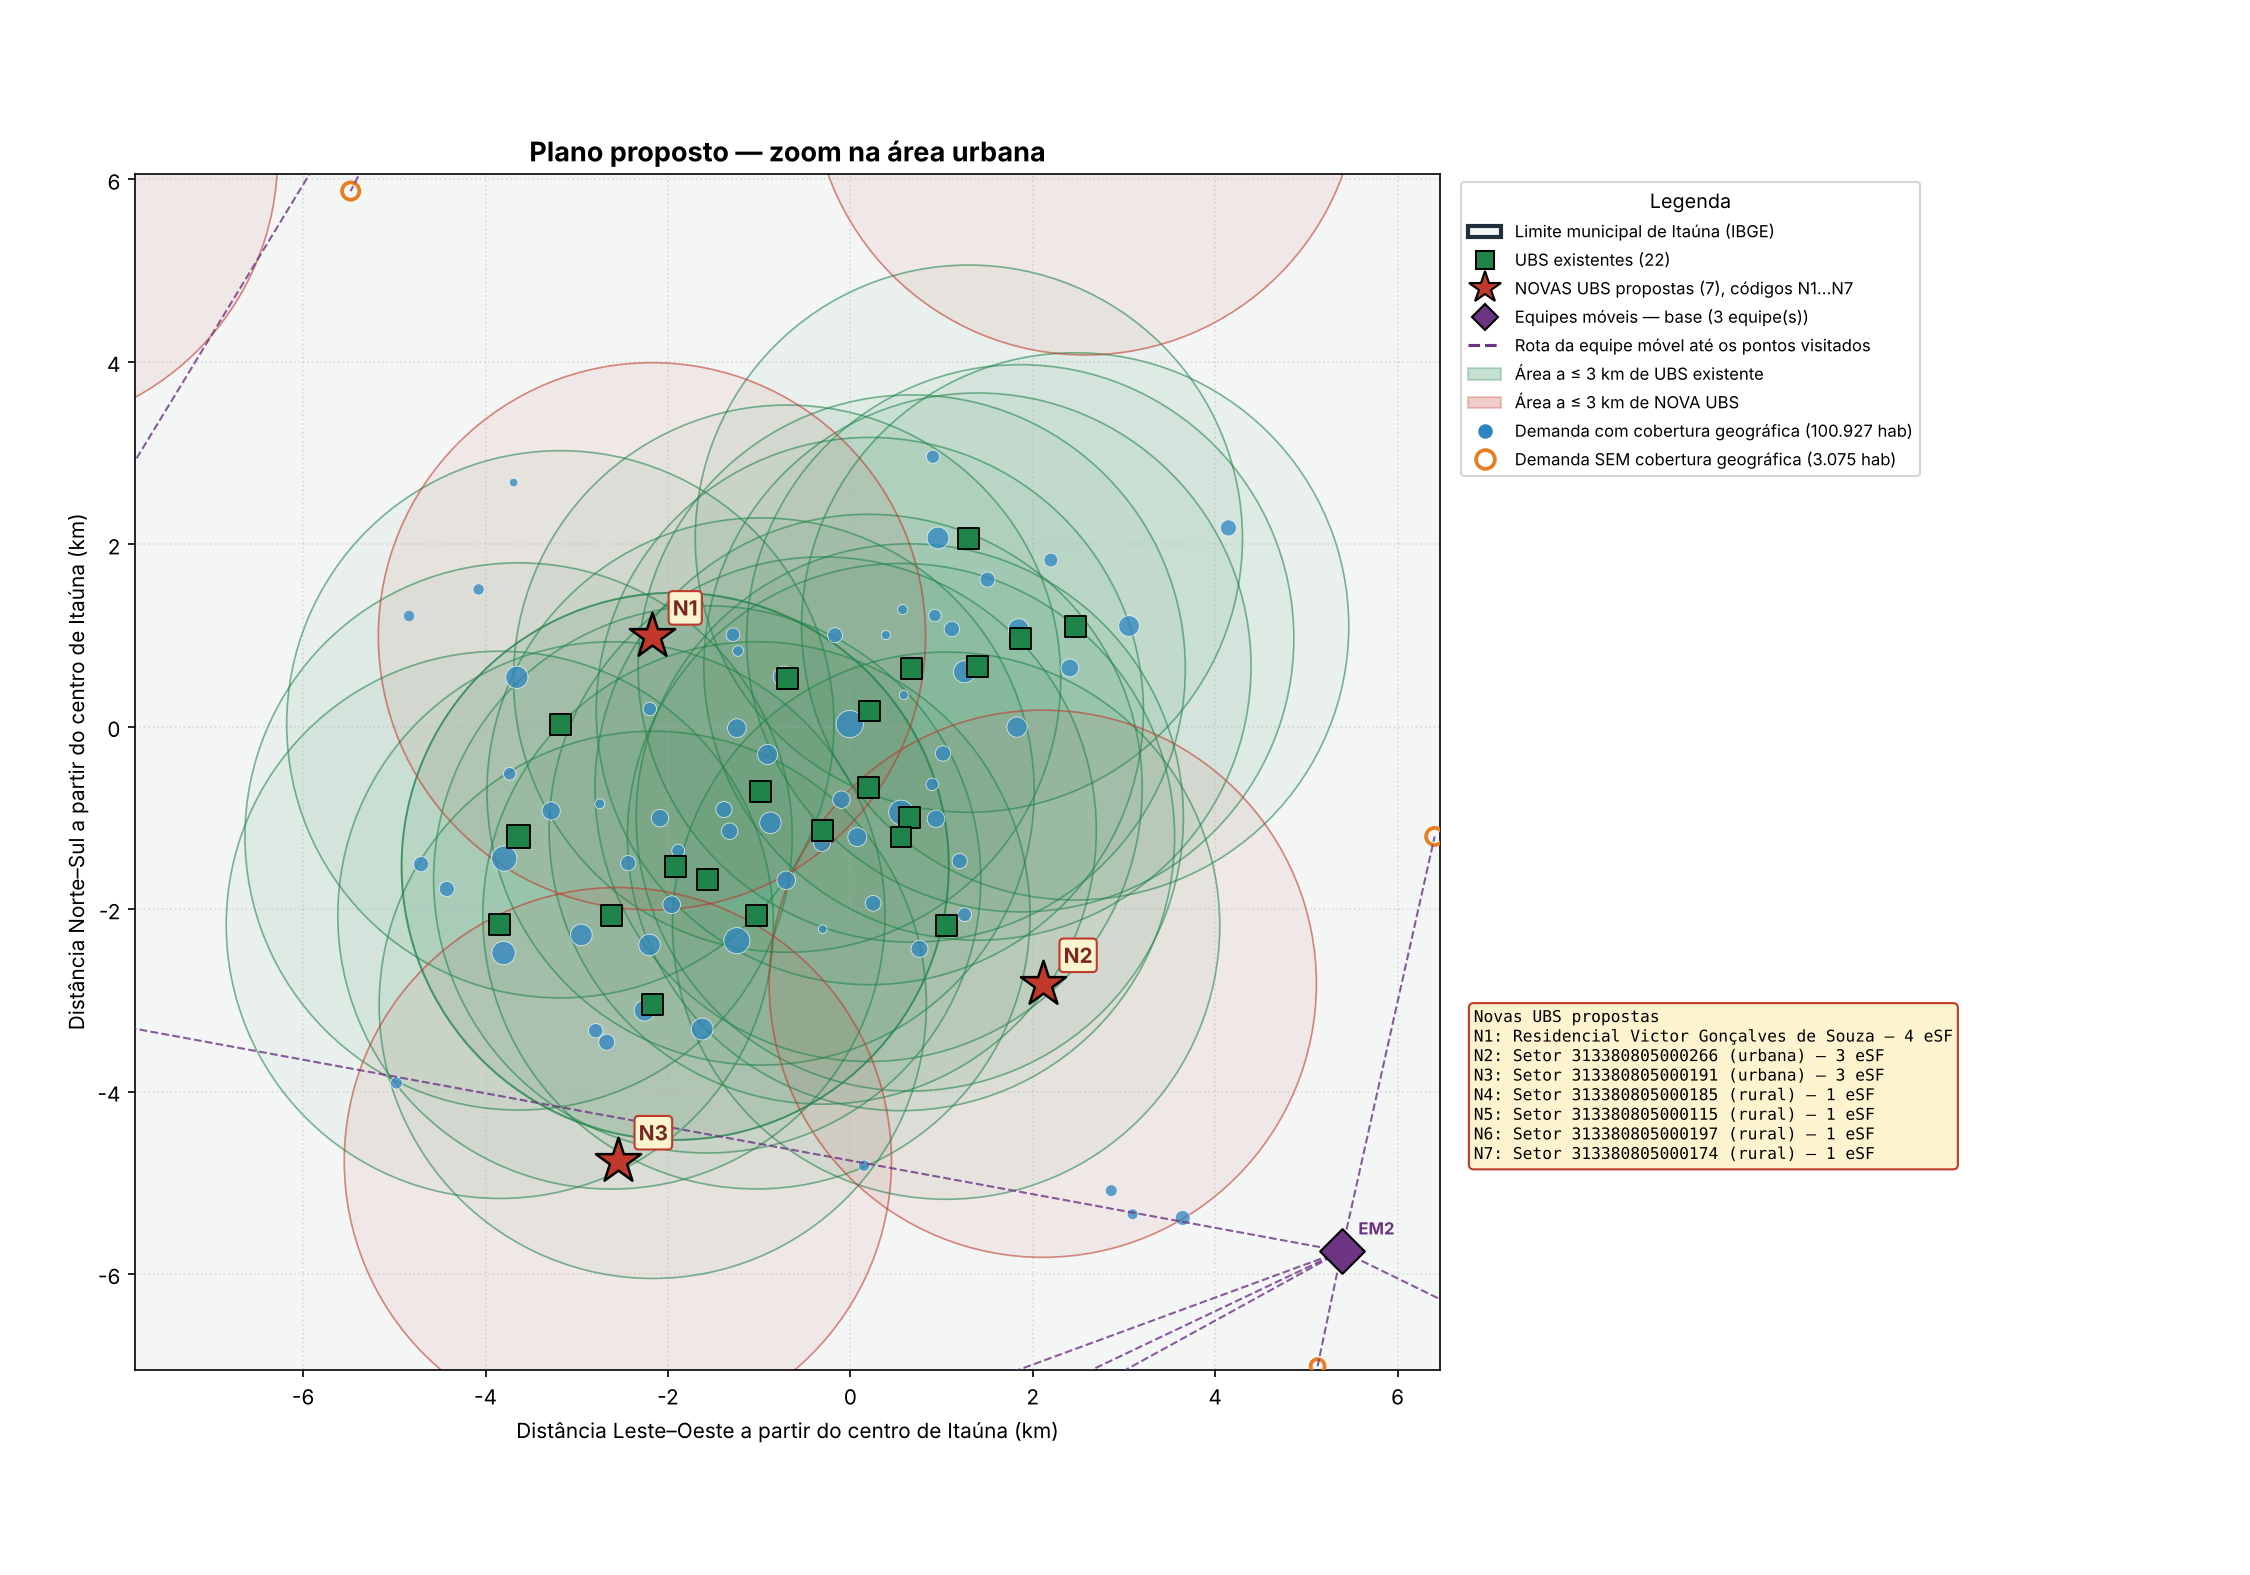 Plano proposto — zoom na área urbana
6
4
2
0
-2
-4
-6
Distância Norte–Sul a partir do centro de Itaúna (km)
N1
N2
N3
EM2
-6
-4
-2
0
2
4
6
Distância Leste–Oeste a partir do centro de Itaúna (km)
Legenda
Limite municipal de Itaúna (IBGE)
UBS existentes (22)
NOVAS UBS propostas (7), códigos N1...N7
Equipes móveis — base (3 equipe(s))
Rota da equipe móvel até os pontos visitados
Área a ≤ 3 km de UBS existente
Área a ≤ 3 km de NOVA UBS
Demanda com cobertura geográfica (100.927 hab)
Demanda SEM cobertura geográfica (3.075 hab)
Novas UBS propostas
N1: Residencial Victor Gonçalves de Souza — 4 eSF
N2: Setor 313380805000266 (urbana) — 3 eSF
N3: Setor 313380805000191 (urbana) — 3 eSF
N4: Setor 313380805000185 (rural) — 1 eSF
N5: Setor 313380805000115 (rural) — 1 eSF
N6: Setor 313380805000197 (rural) — 1 eSF
N7: Setor 313380805000174 (rural) — 1 eSF